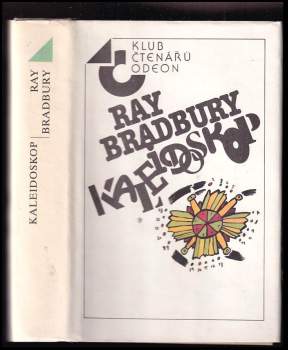 KLUB
ČTENÁŘŮ
ODEON
RAY
BRADBURY
KALEIDOSKOP
KALEIDOSKOP
RAY
BRADBURY